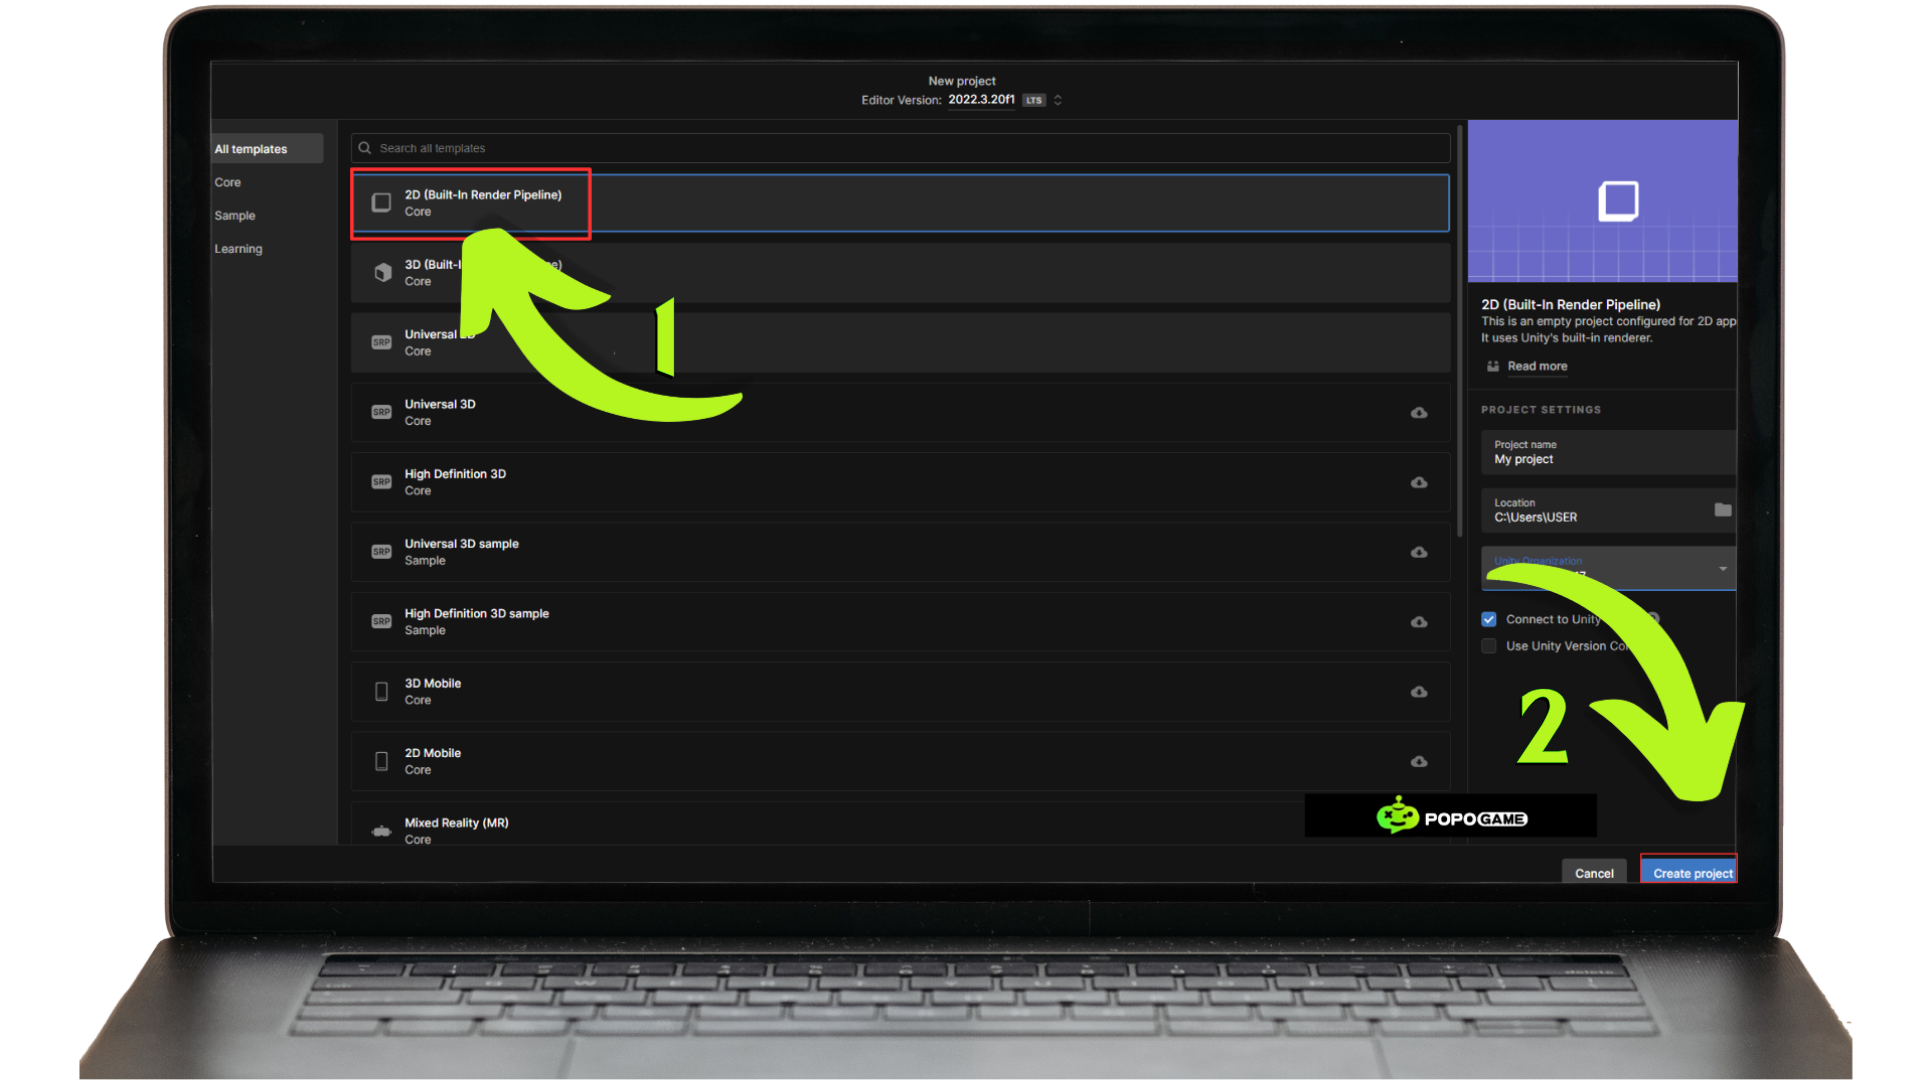 New project
Editor Version: 2022.3.20f1 LTS
All templates
Core
Sample
Learning
Search all templates
2D (Built-In Render Pipeline)
Core
3D (Built-I
Core
Universal
Core
Universal 3D
Core
High Definition 3D
Core
Universal 3D sample
Sample
High Definition 3D sample
Sample
3D Mobile
Core
2D Mobile
Core
Mixed Reality (MR)
Core
SRP
SRP
SRP
SRP
SRP
1
2D (Built-In Render Pipeline)
This is an empty project configured for 2D app
It uses Unity's built-in renderer.
Read more
PROJECT SETTINGS
Project name
My project
Location
C:\Users\USER
Unity Organization
Connect to Unity
Use Unity Version
2
POPOGAME
Cancel
Create project
delete